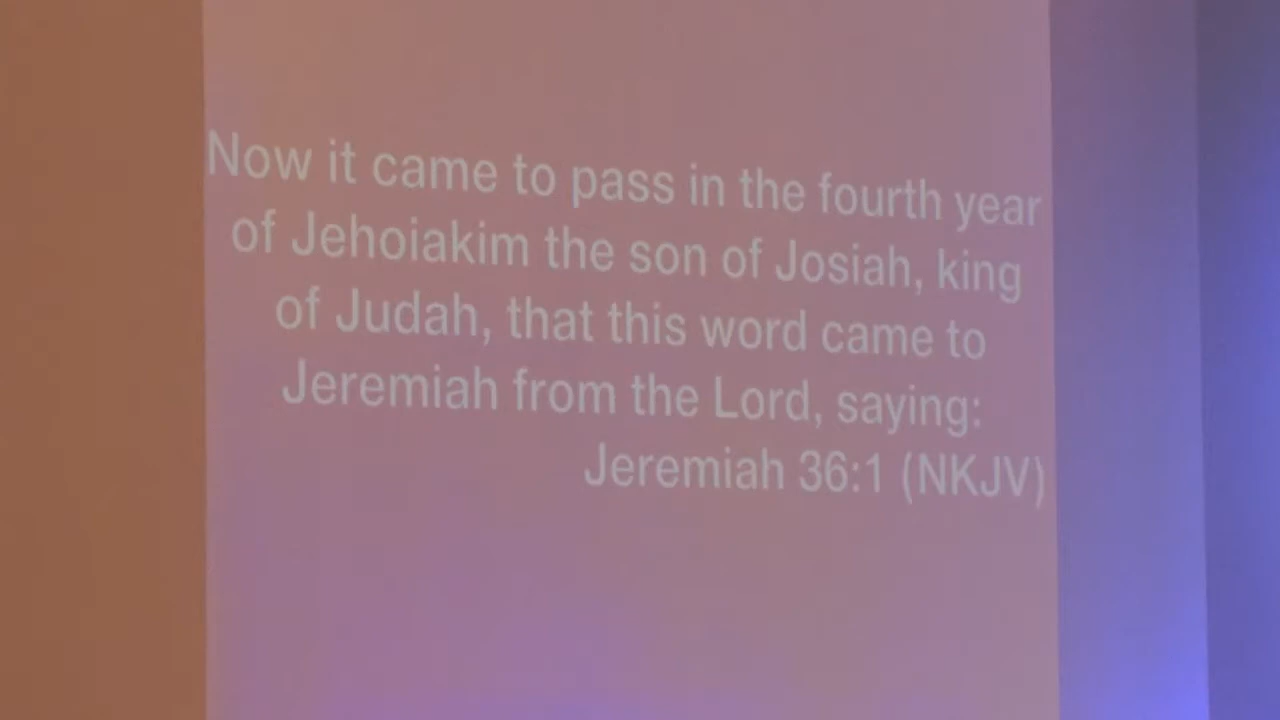 Now it came to pass in the fourth year
of Jehoiakim the son of Josiah, king
of Judah, that this word came to
Jeremiah from the Lord, saying:
Jeremiah 36:1 (NKJV)